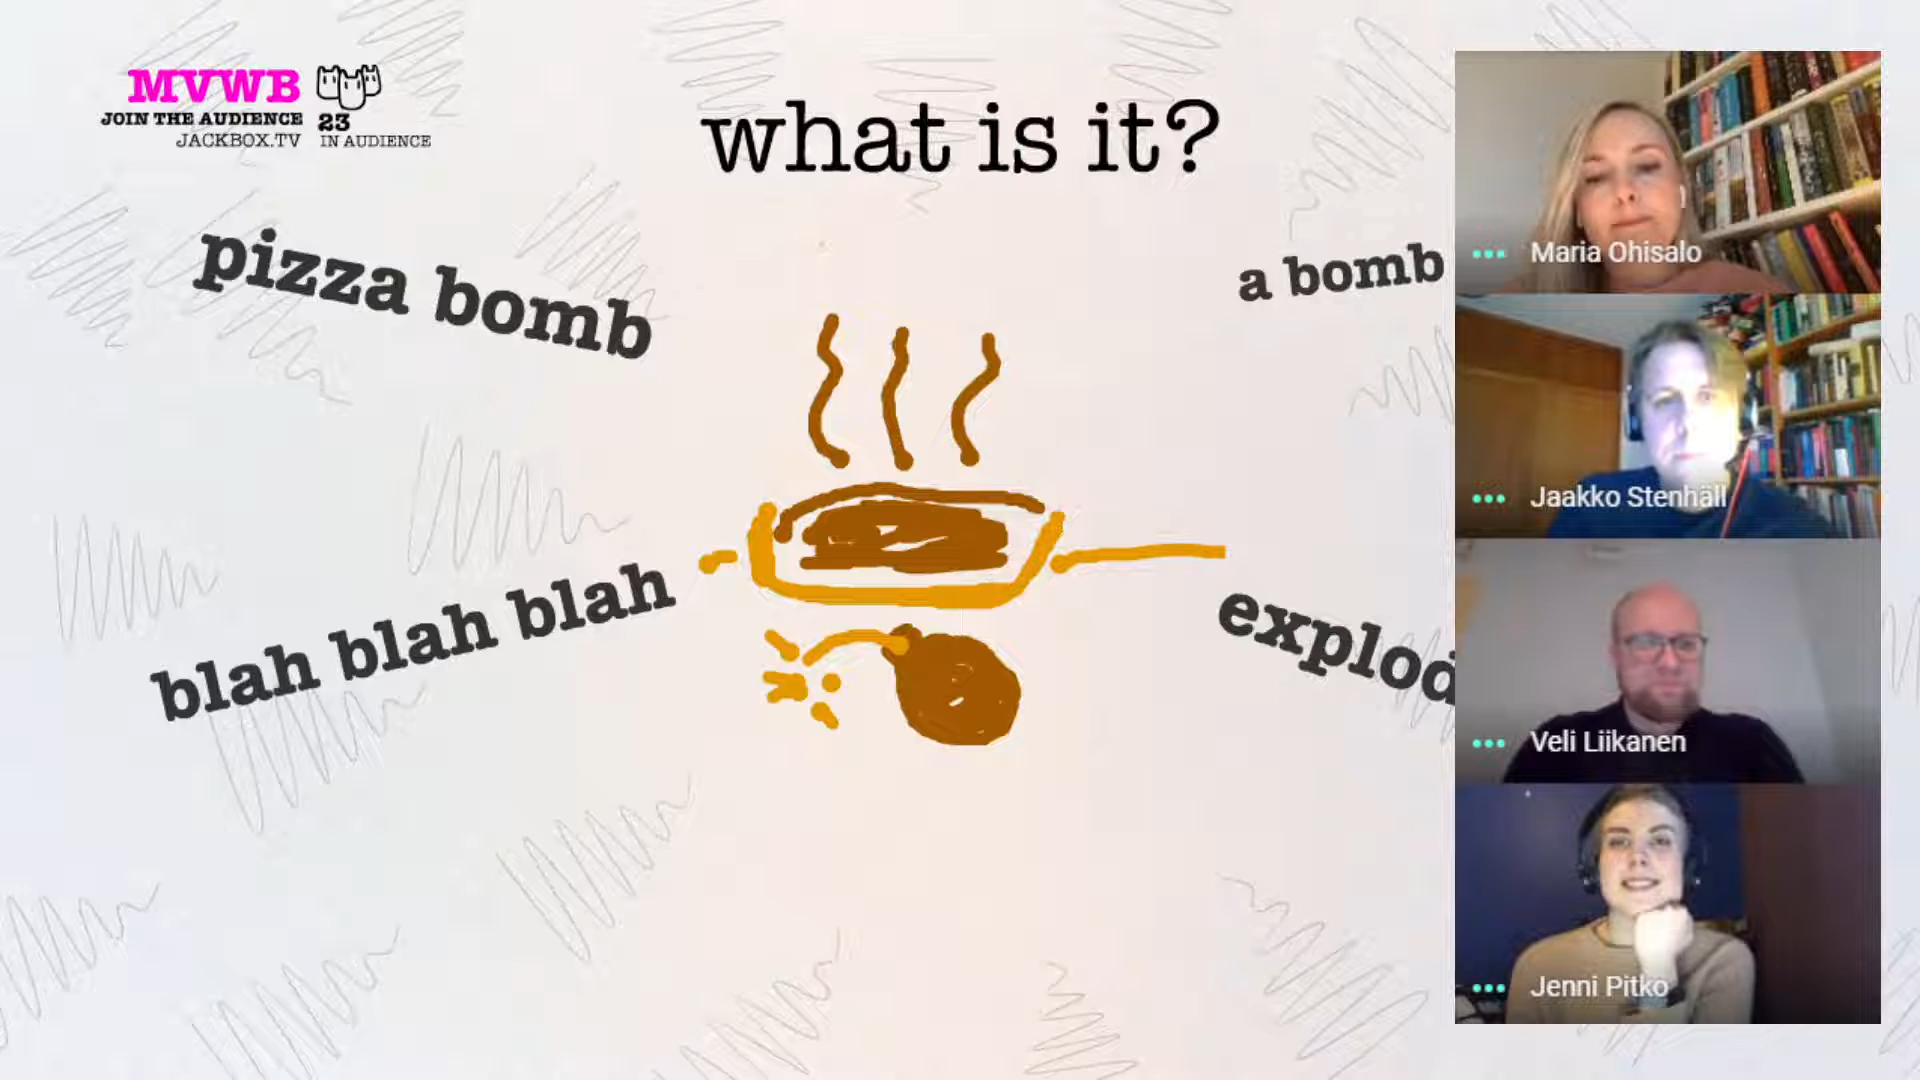 MVWB
JOIN THE AUDIENCE
JACKBOX.TV
23
IN AUDIENCE
what is it?
pizza bomb
a bomb
blah blah blah
explod
Maria Ohisalo
Jaakko Stenhäll
Veli Liikanen
Jenni Pitko